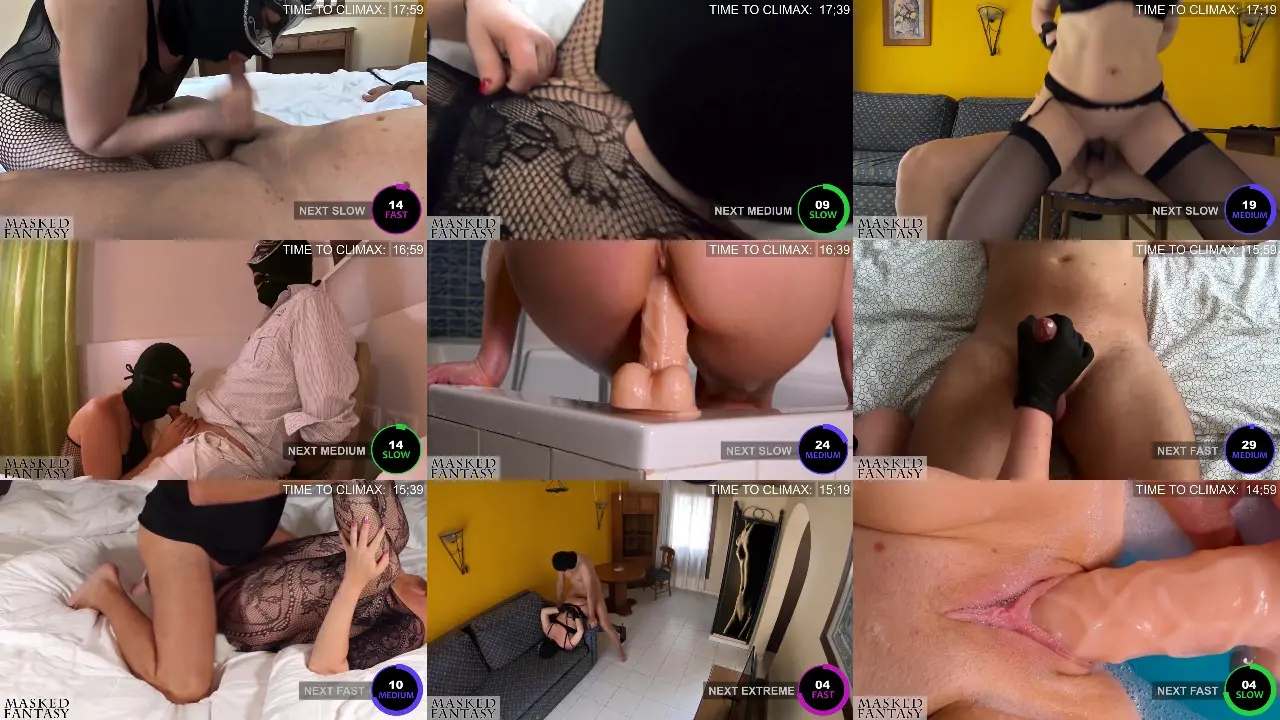 TIME TO CLIMAX: 17:59
NEXT SLOW
14
FAST
MASKED
FANTASY
TIME TO CLIMAX: 17:39
NEXT MEDIUM
09
SLOW
MASKED
FANTASY
TIME TO CLIMAX: 17:19
NEXT SLOW
19
MEDIUM
MASKED
FANTASY
TIME TO CLIMAX: 16:59
NEXT MEDIUM
14
SLOW
MASKED
FANTASY
TIME TO CLIMAX: 16:39
NEXT SLOW
24
MEDIUM
MASKED
FANTASY
TIME TO CLIMAX: 15:59
NEXT FAST
29
MEDIUM
MASKED
FANTASY
TIME TO CLIMAX: 15:39
NEXT FAST
10
MEDIUM
MASKED
FANTASY
TIME TO CLIMAX: 15:19
NEXT EXTREME
04
FAST
MASKED
FANTASY
TIME TO CLIMAX: 14:59
NEXT FAST
04
SLOW
MASKED
FANTASY